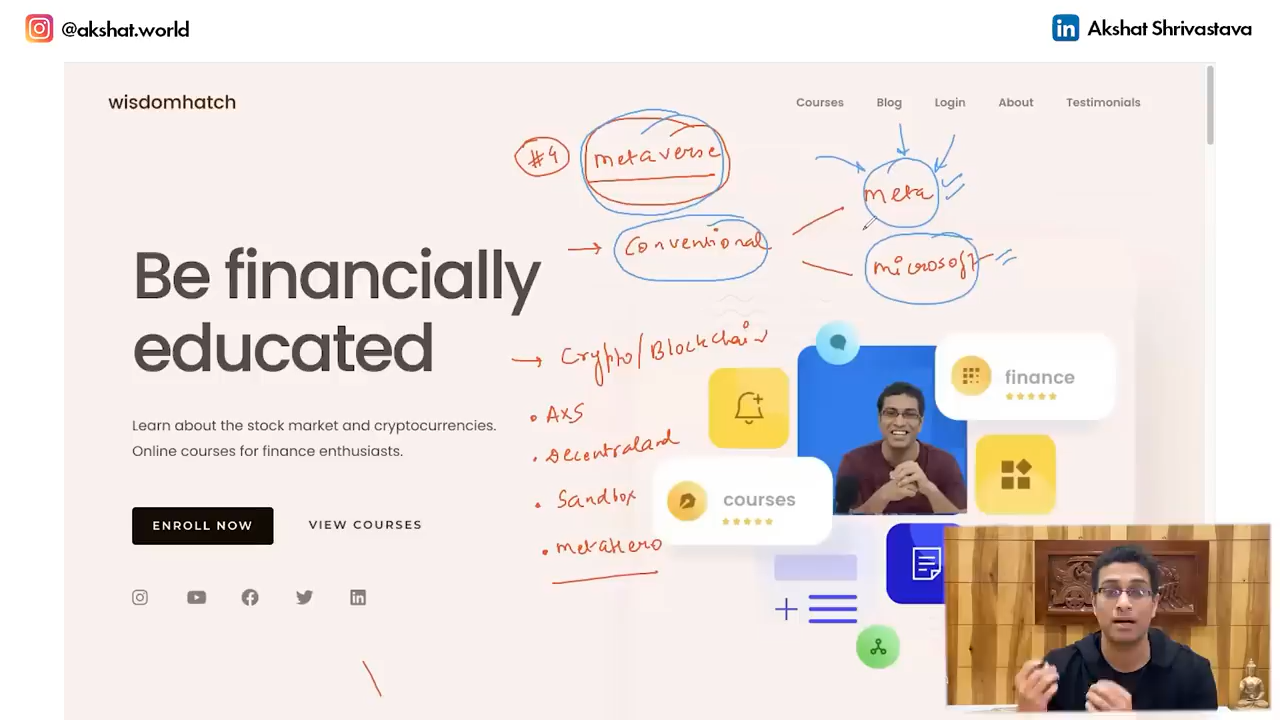 @akshat.world
in Akshat Shrivastava
wisdomhatch
Courses Blog Login About Testimonials
#4 metaverse
meta
Conventional
microsoft
Be financially
educated
Crypto/Blockchain
finance
• AXS
Learn about the stock market and cryptocurrencies.
Online courses for finance enthusiasts.
• Decentraland
• Sandbox
courses
ENROLL NOW VIEW COURSES
• metaHero